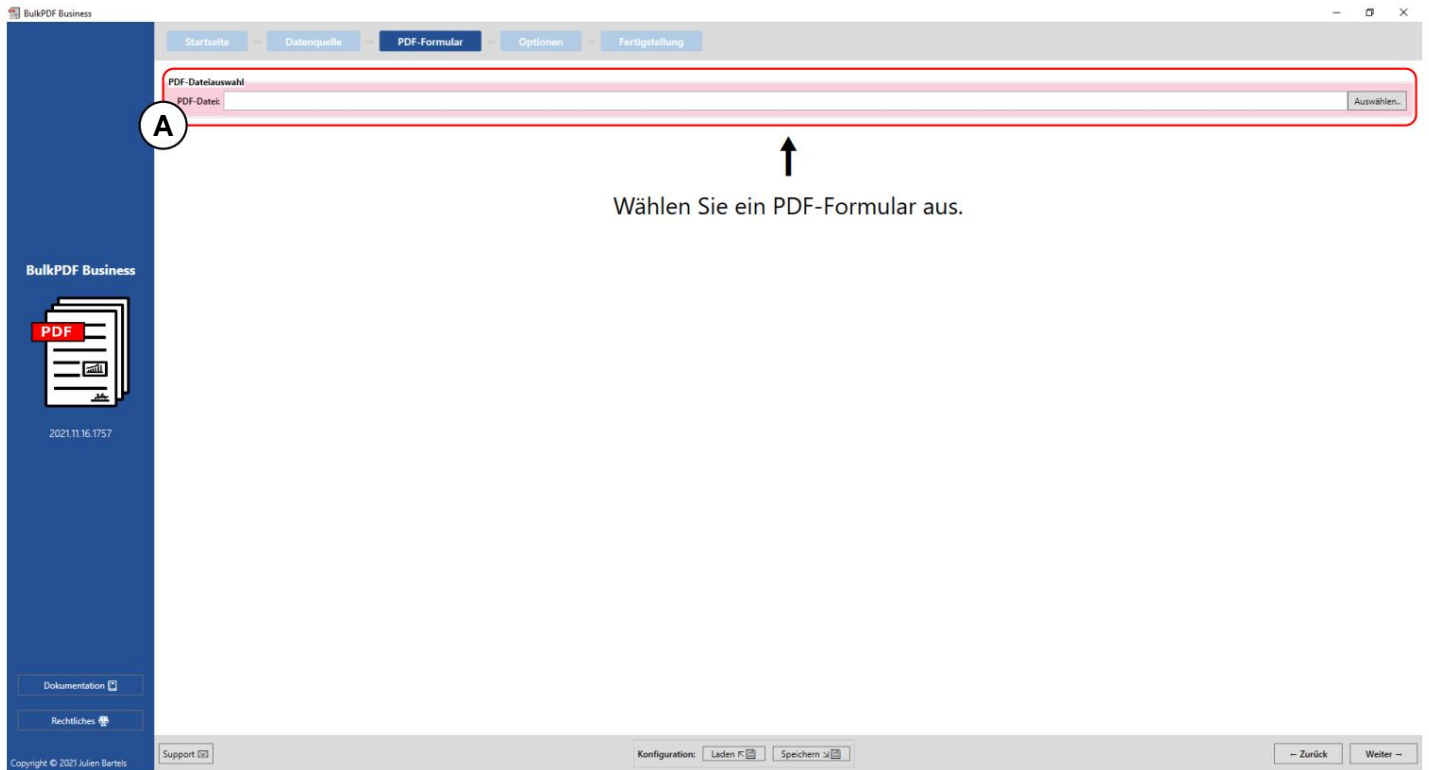 BulkPDF Business
Startseite Datenquelle PDF-Formular Optionen Fertigstellung
PDF-Dateiauswahl
PDF-Datei: Auswählen..
A
Wählen Sie ein PDF-Formular aus.
BulkPDF Business
PDF
2021.11.16.1757
Dokumentation
Rechtliches
Copyright © 2021 Julien Bartels
Support
Konfiguration: Laden Speichern
← Zurück Weiter →